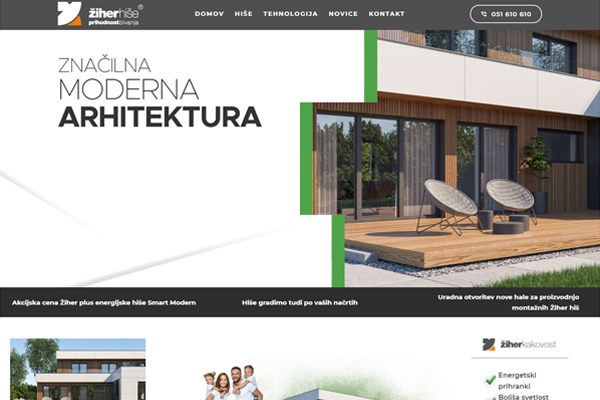 žiherhiše®
prihodnostbivanja
DOMOV
HIŠE
TEHNOLOGIJA
NOVICE
KONTAKT
051 610 610
ZNAČILNA
MODERNA
ARHITEKTURA
Akcijska cena Žiher plus energijske hiše Smart Modern
Hiše gradimo tudi po vaših načrtih
Uradna otvoritev nove hale za proizvodnjo
montažnih Žiher hiš
žiherkakovost
Energetski
prihranki
Boljša svetlost